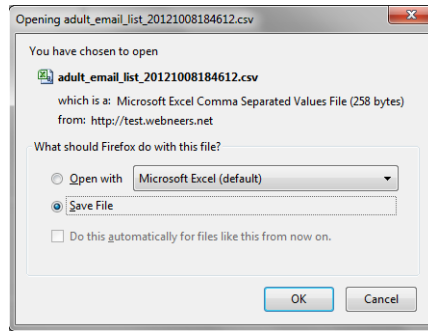 Opening adult_email_list_20121008184612.csv
You have chosen to open
adult_email_list_20121008184612.csv
which is a: Microsoft Excel Comma Separated Values File (258 bytes)
from: http://test.webneers.net
What should Firefox do with this file?
Open with Microsoft Excel (default)
Save File
Do this automatically for files like this from now on.
OK Cancel